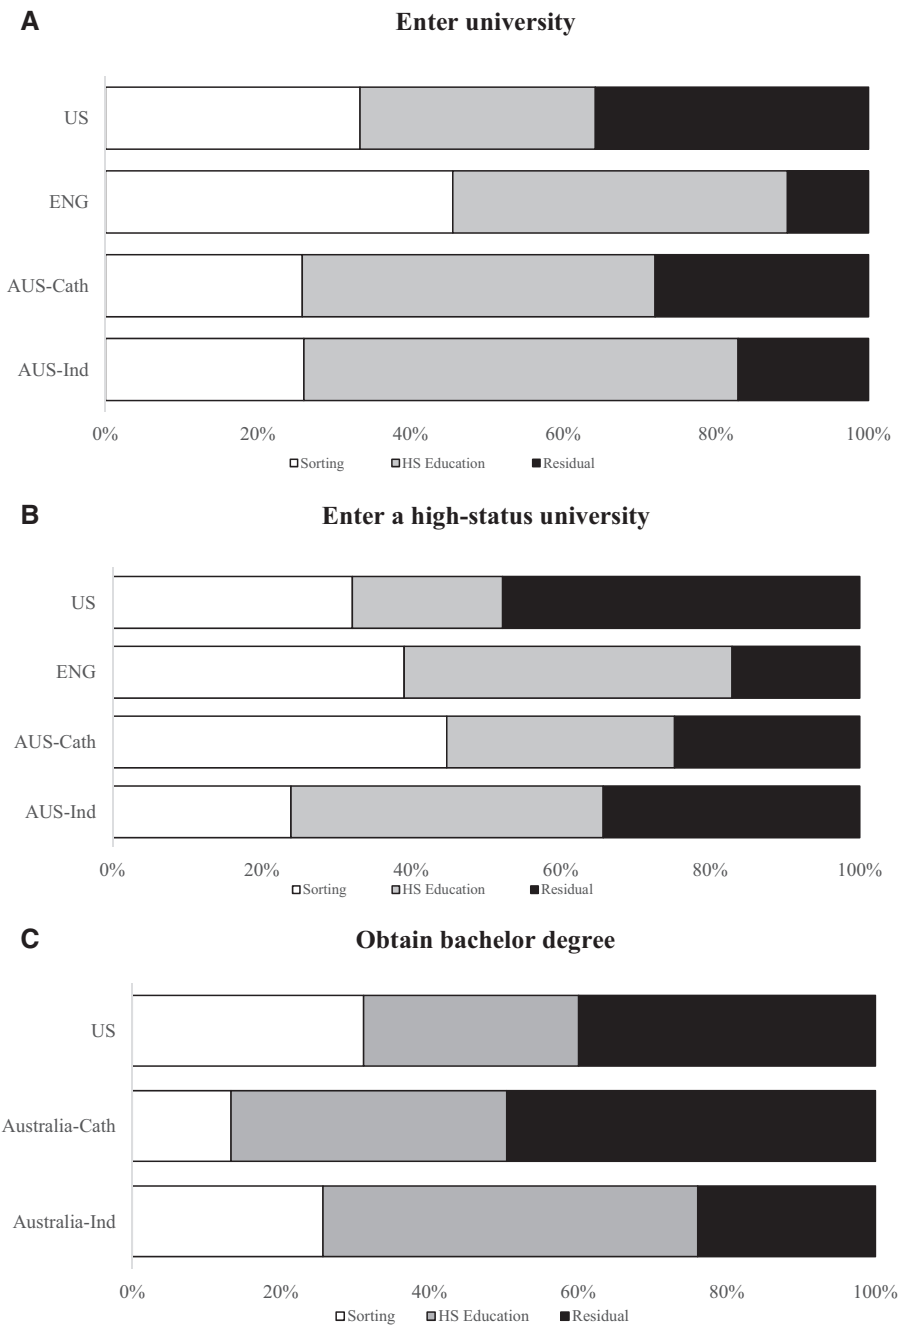 A
Enter university
US
ENG
AUS-Cath
AUS-Ind
0% 20% 40% 60% 80% 100%
Sorting HS Education Residual
B
Enter a high-status university
US
ENG
AUS-Cath
AUS-Ind
0% 20% 40% 60% 80% 100%
Sorting HS Education Residual
C
Obtain bachelor degree
US
Australia-Cath
Australia-Ind
0% 20% 40% 60% 80% 100%
Sorting HS Education Residual